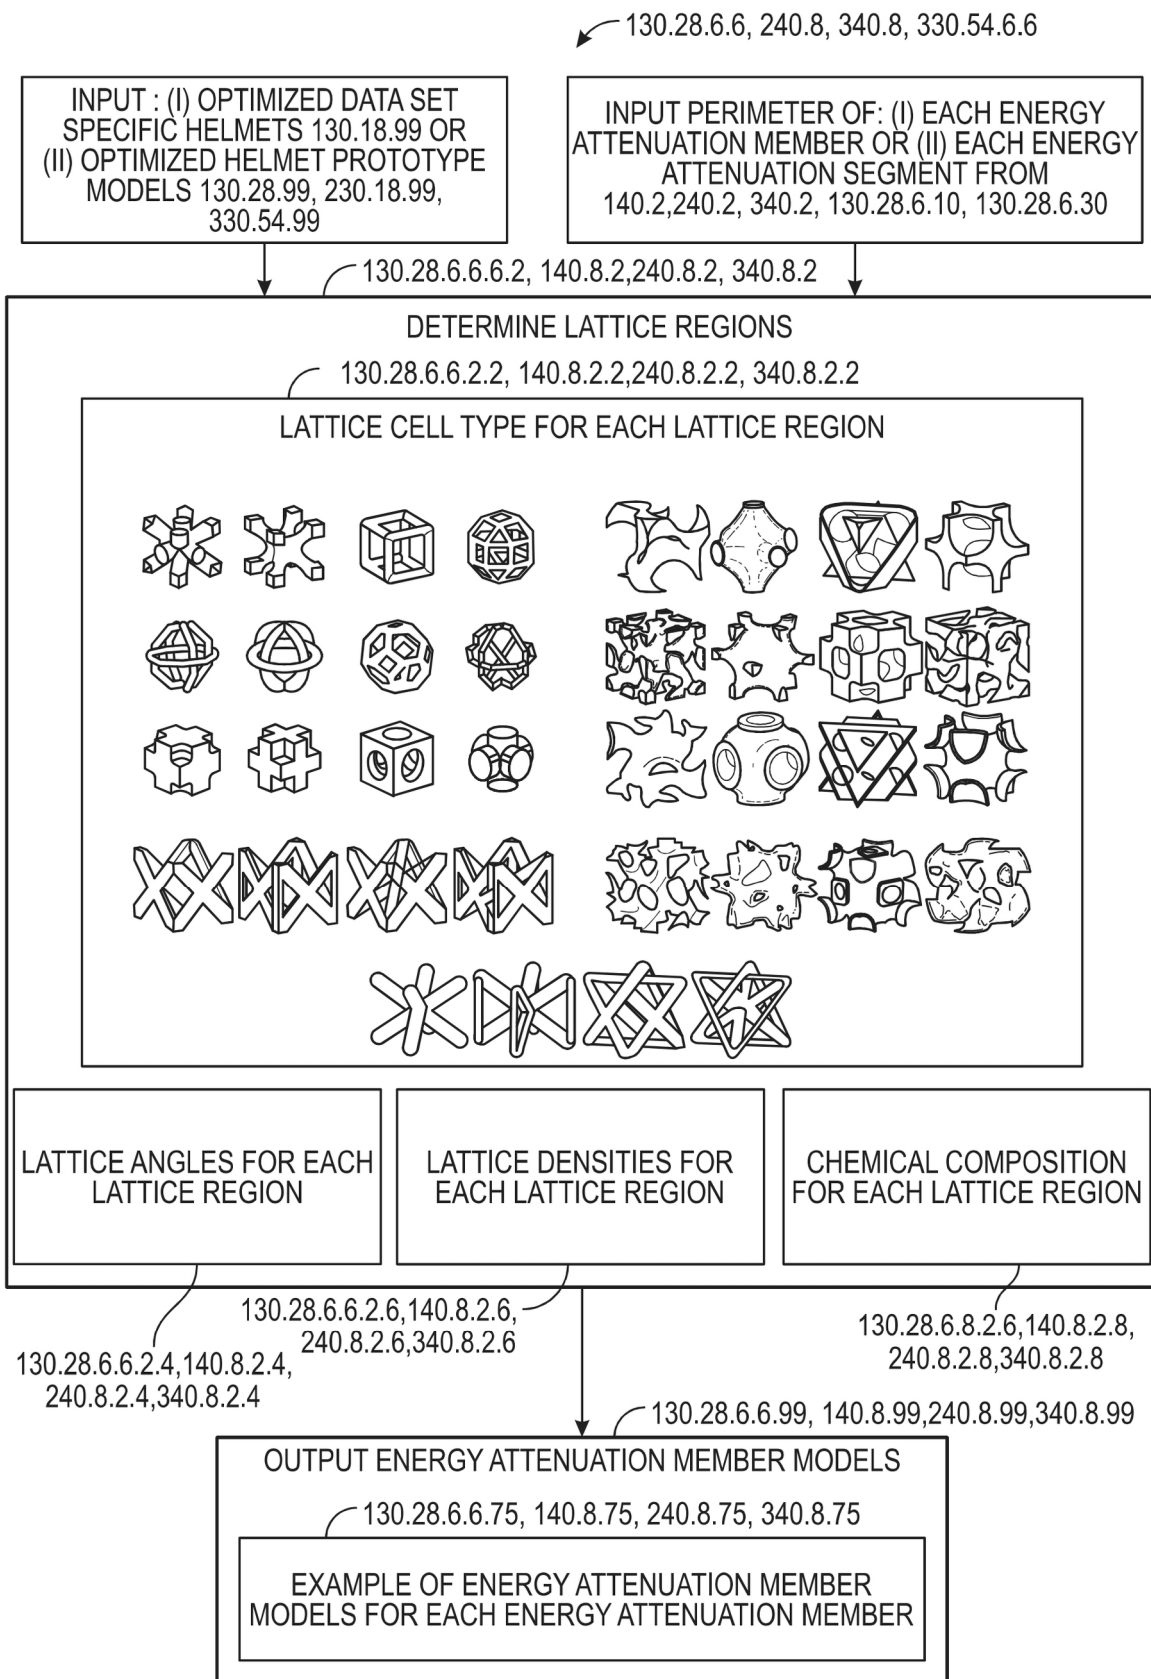 130.28.6.6, 240.8, 340.8, 330.54.6.6
INPUT : (I) OPTIMIZED DATA SET
SPECIFIC HELMETS 130.18.99 OR
(II) OPTIMIZED HELMET PROTOTYPE
MODELS 130.28.99, 230.18.99,
330.54.99
INPUT PERIMETER OF: (I) EACH ENERGY
ATTENUATION MEMBER OR (II) EACH ENERGY
ATTENUATION SEGMENT FROM
140.2,240.2, 340.2, 130.28.6.10, 130.28.6.30
130.28.6.6.6.2, 140.8.2,240.8.2, 340.8.2
DETERMINE LATTICE REGIONS
130.28.6.6.2.2, 140.8.2.2,240.8.2.2, 340.8.2.2
LATTICE CELL TYPE FOR EACH LATTICE REGION
LATTICE ANGLES FOR EACH
LATTICE REGION
LATTICE DENSITIES FOR
EACH LATTICE REGION
CHEMICAL COMPOSITION
FOR EACH LATTICE REGION
130.28.6.6.2.4,140.8.2.4,
240.8.2.4,340.8.2.4
130.28.6.6.2.6,140.8.2.6,
240.8.2.6,340.8.2.6
130.28.6.8.2.6,140.8.2.8,
240.8.2.8,340.8.2.8
130.28.6.6.99, 140.8.99,240.8.99,340.8.99
OUTPUT ENERGY ATTENUATION MEMBER MODELS
130.28.6.6.75, 140.8.75, 240.8.75, 340.8.75
EXAMPLE OF ENERGY ATTENUATION MEMBER
MODELS FOR EACH ENERGY ATTENUATION MEMBER